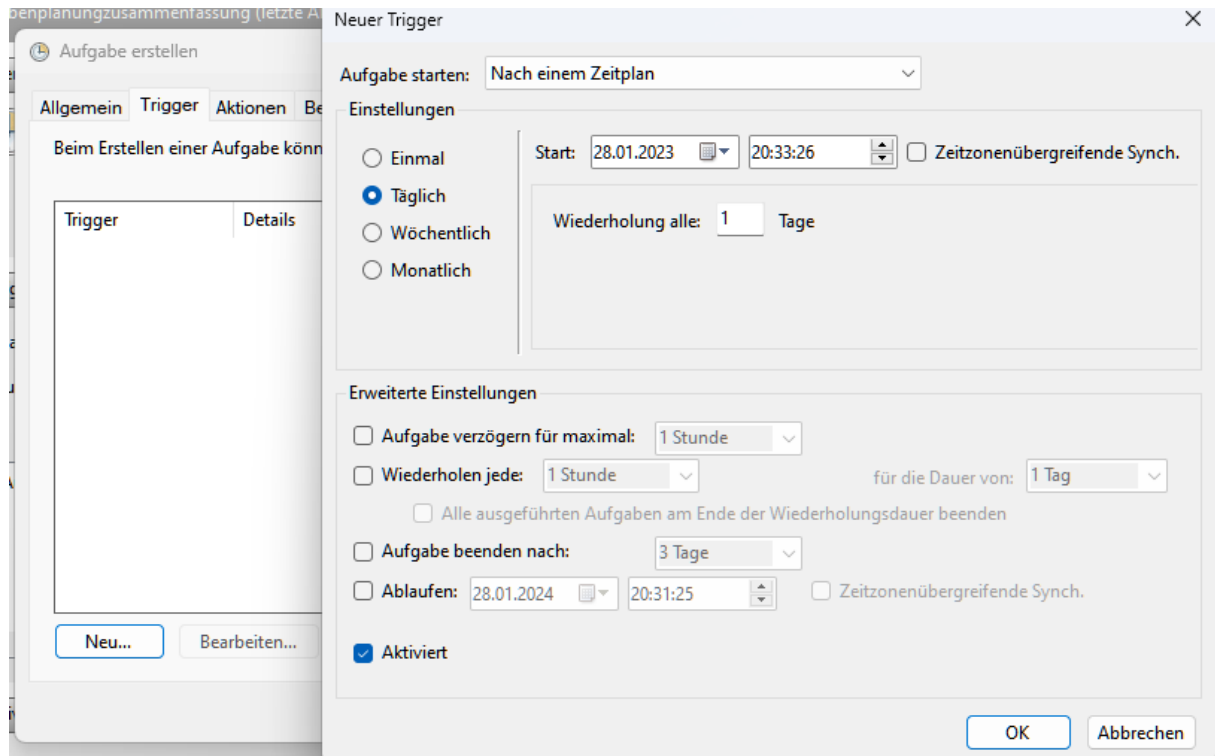 benplanungzusammenfassung (letzte A
Neuer Trigger
Aufgabe erstellen
Aufgabe starten: Nach einem Zeitplan
Allgemein Trigger Aktionen Be
Einstellungen
Beim Erstellen einer Aufgabe könn
Einmal
Start: 28.01.2023 20:33:26 Zeitzonenübergreifende Synch.
Täglich
Trigger Details
Wiederholung alle: 1 Tage
Wöchentlich
Monatlich
Erweiterte Einstellungen
Aufgabe verzögern für maximal: 1 Stunde
Wiederholen jede: 1 Stunde für die Dauer von: 1 Tag
Alle ausgeführten Aufgaben am Ende der Wiederholungsdauer beenden
Aufgabe beenden nach: 3 Tage
Ablaufen: 28.01.2024 20:31:25 Zeitzonenübergreifende Synch.
Neu... Bearbeiten...
Aktiviert
OK Abbrechen